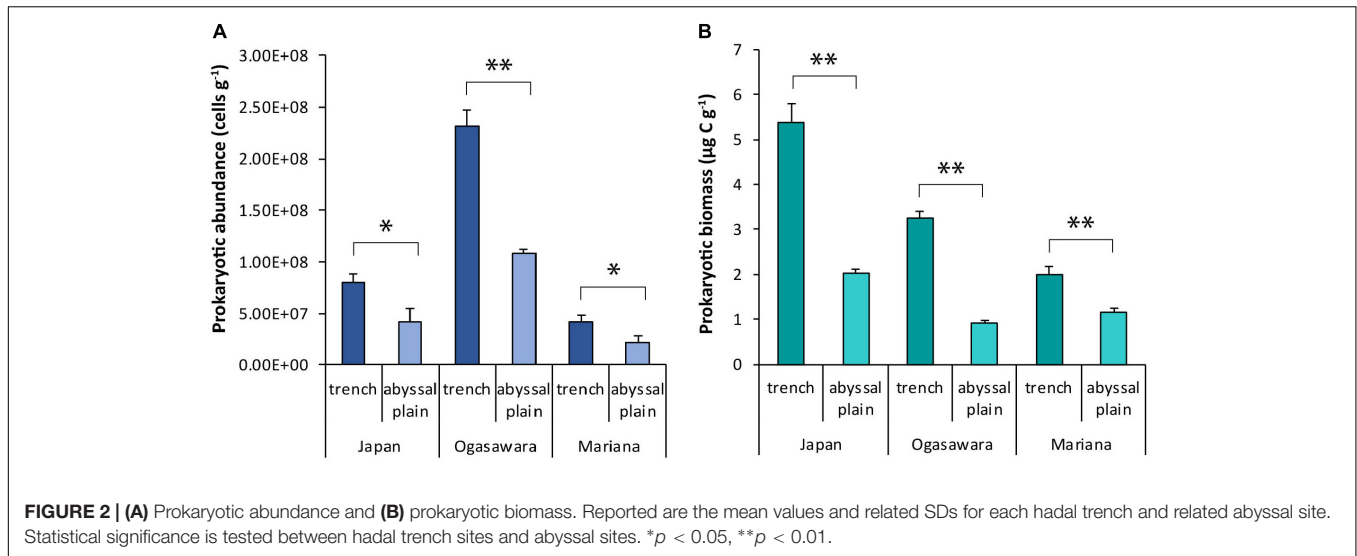 A
Prokaryotic abundance (cells g-1)
3.00E+08
2.50E+08
2.00E+08
1.50E+08
1.00E+08
5.00E+07
0.00E+00
*
**
*
trench
abyssal
plain
trench
abyssal
plain
trench
abyssal
plain
Japan
Ogasawara
Mariana
B
Prokaryotic biomass (µg C g-1)
7
6
5
4
3
2
1
0
**
**
**
trench
abyssal
plain
trench
abyssal
plain
trench
abyssal
plain
Japan
Ogasawara
Mariana
FIGURE 2 | (A) Prokaryotic abundance and (B) prokaryotic biomass. Reported are the mean values and related SDs for each hadal trench and related abyssal site.
Statistical significance is tested between hadal trench sites and abyssal sites. *p < 0.05, **p < 0.01.